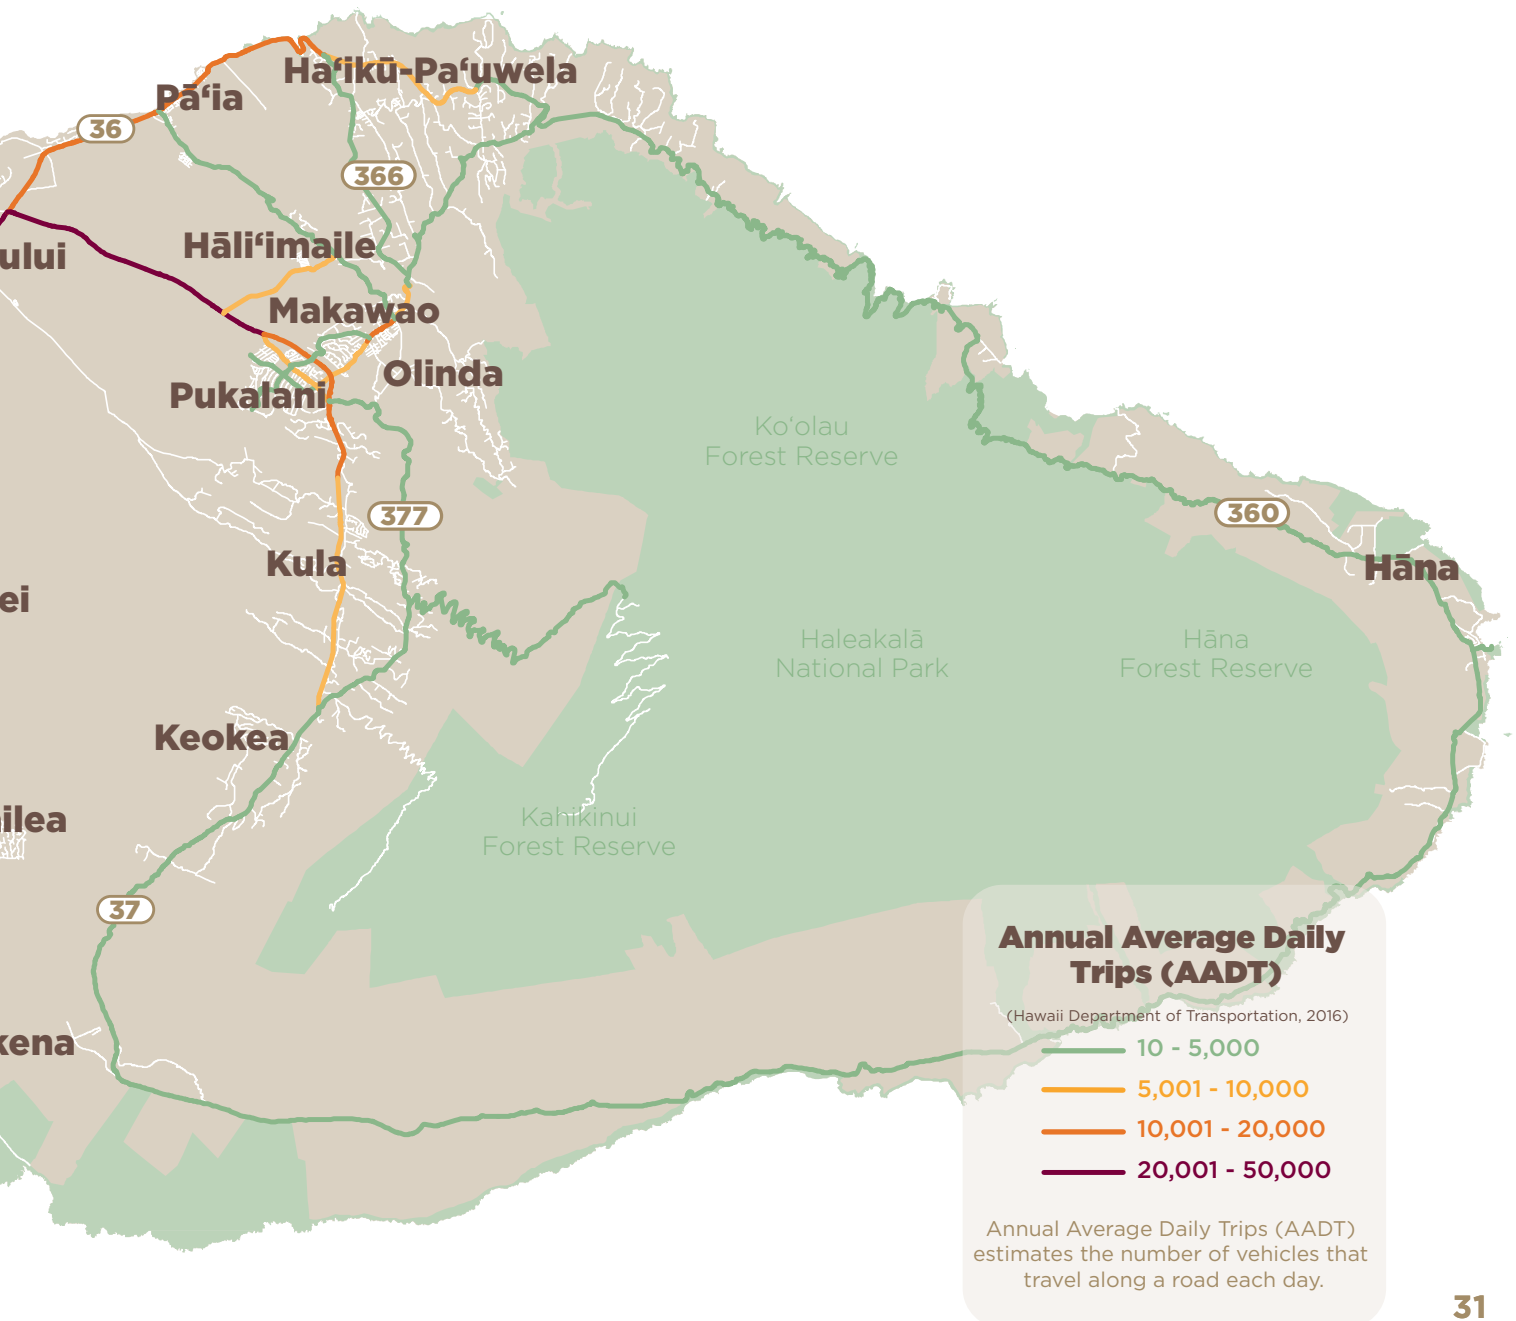 Haʻikū-Paʻuwela
Pāʻia
36
366
Hāliʻimaile
ului
Makawao
Olinda
Pukalani
Koʻolau
Forest Reserve
377
360
Kula
Hāna
ei
Haleakalā
National Park
Hāna
Forest Reserve
Keokea
ilea
Kahikinui
Forest Reserve
37
kena
Annual Average Daily
Trips (AADT)
(Hawaii Department of Transportation, 2016)
10 - 5,000
5,001 - 10,000
10,001 - 20,000
20,001 - 50,000
Annual Average Daily Trips (AADT)
estimates the number of vehicles that
travel along a road each day.
31